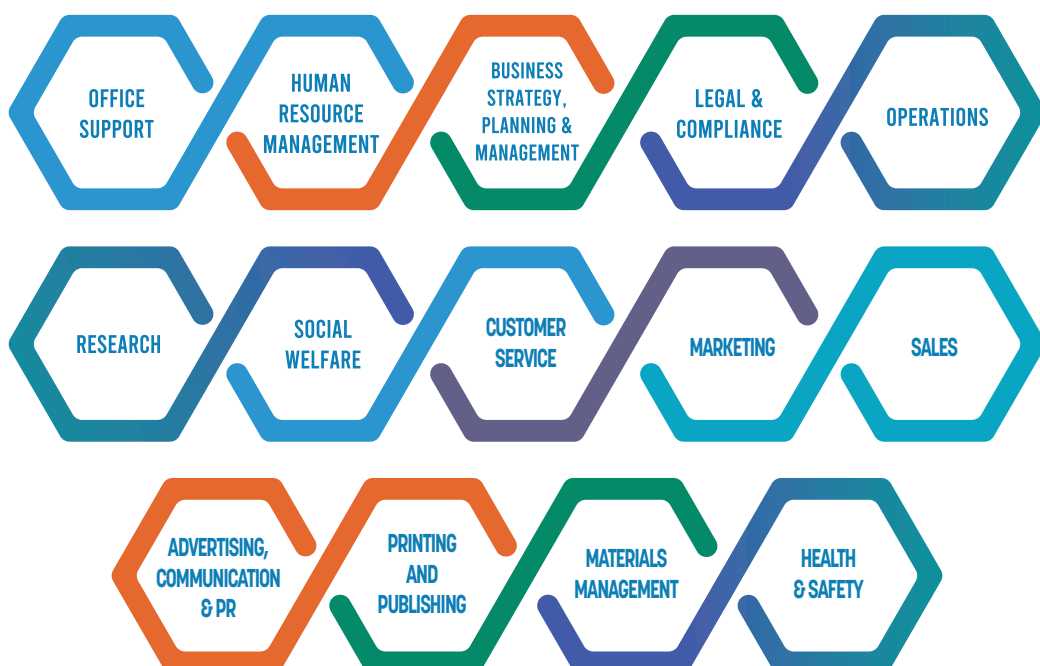 OFFICE
SUPPORT
HUMAN
RESOURCE
MANAGEMENT
BUSINESS
STRATEGY,
PLANNING &
MANAGEMENT
LEGAL &
COMPLIANCE
OPERATIONS
RESEARCH
SOCIAL
WELFARE
CUSTOMER
SERVICE
MARKETING
SALES
ADVERTISING,
COMMUNICATION
& PR
PRINTING
AND
PUBLISHING
MATERIALS
MANAGEMENT
HEALTH
& SAFETY